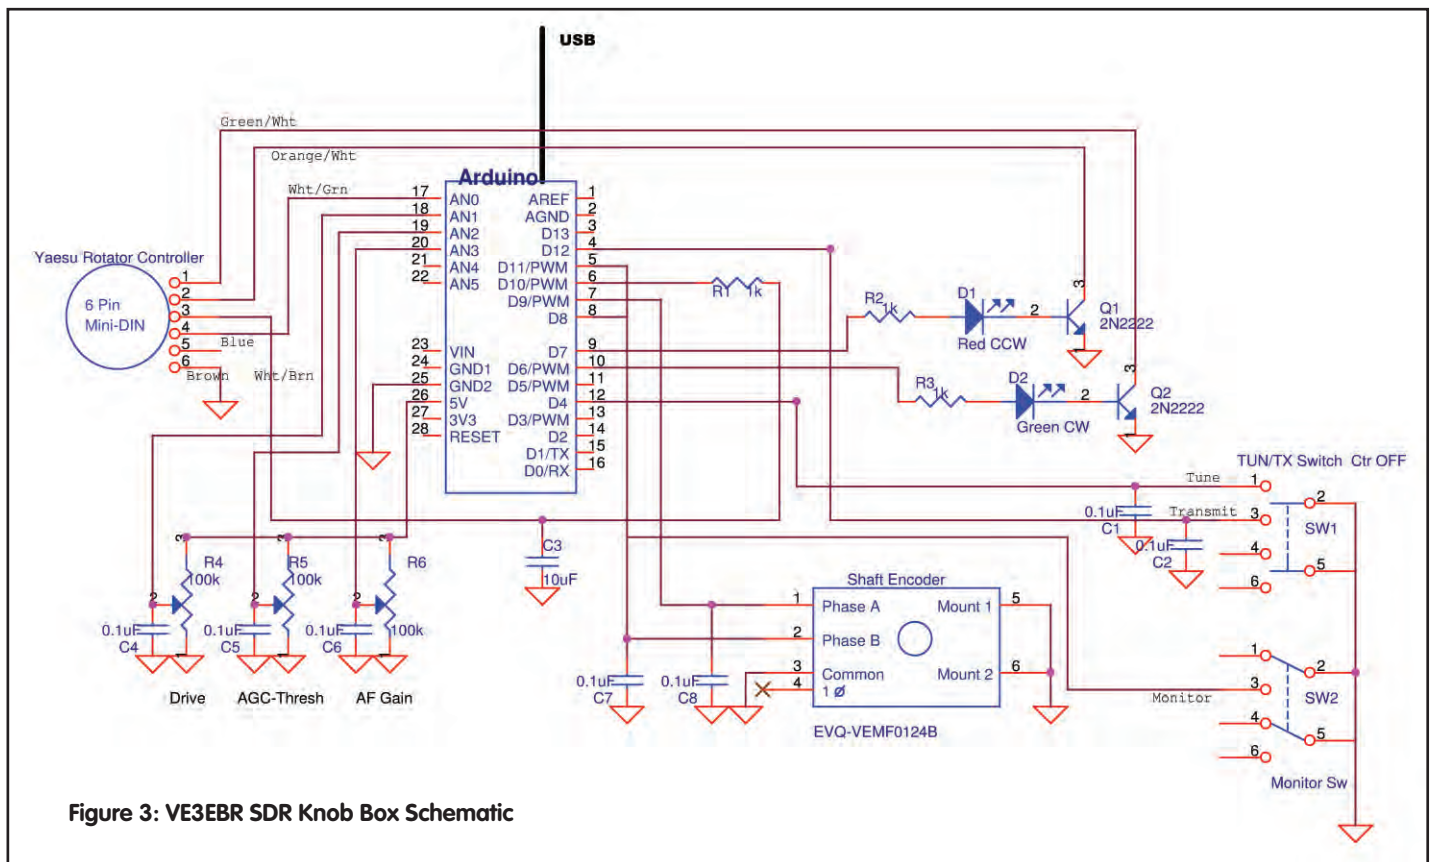 USB
Green/Wht
Orange/Wht
Wht/Grn
Arduino
17 AN0 AREF 1
18 AN1 AGND 2
19 AN2 D13 3
20 AN3 D12 4
21 AN4 D11/PWM 5
22 AN5 D10/PWM 6
D9/PWM 7
D8 8
23 VIN D7 9
24 GND1 D6/PWM 10
25 GND2 D5/PWM 11
26 5V D4 12
27 3V3 D3/PWM 13
28 RESET D2 14
D1/TX 15
D0/RX 16
Yaesu Rotator Controller
6 Pin
Mini-DIN
1
2
3
4
5
6
Blue
Brown
Wht/Brn
R1 1k
R2 1k
D1
Red CCW
2
3
1
Q1
2N2222
R3 1k
D2
Green CW
2
3
1
Q2
2N2222
TUN/TX Switch Ctr OFF
Tune
Transmit
0.1uF
C1
0.1uF
C2
1
2
3
4
5
6
SW1
3
2
1
R4
100k
0.1uF
C4
Drive
3
2
1
R5
100k
0.1uF
C5
AGC-Thresh
3
2
1
R6
100k
0.1uF
C6
AF Gain
C3
10uF
Shaft Encoder
1 Phase A Mount 1 5
2 Phase B
3 Common Mount 2 6
4 1 Ø
EVQ-VEMF0124B
0.1uF
C7
0.1uF
C8
Monitor
1
2
3
4
5
6
SW2
Monitor Sw
Figure 3: VE3EBR SDR Knob Box Schematic